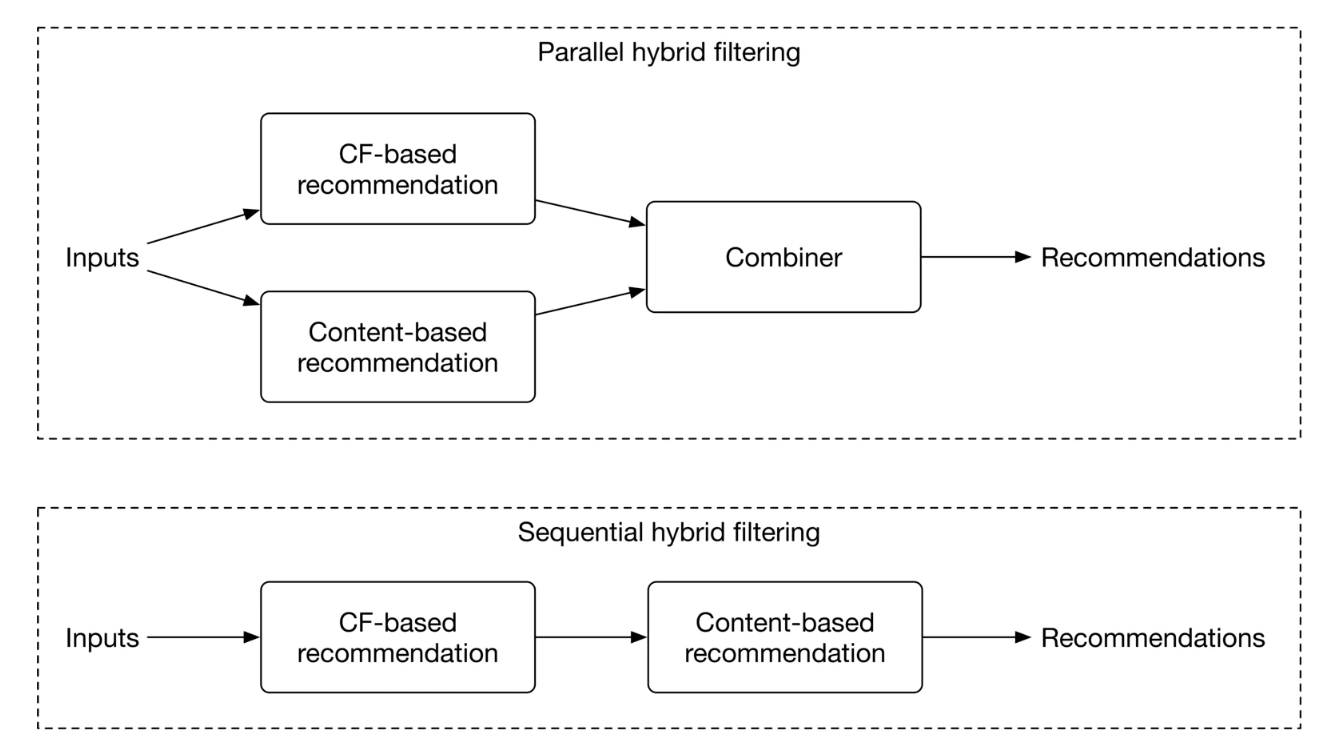 Parallel hybrid filtering
CF-based
recommendation
Inputs
Content-based
recommendation
Combiner
Recommendations
Sequential hybrid filtering
Inputs
CF-based
recommendation
Content-based
recommendation
Recommendations